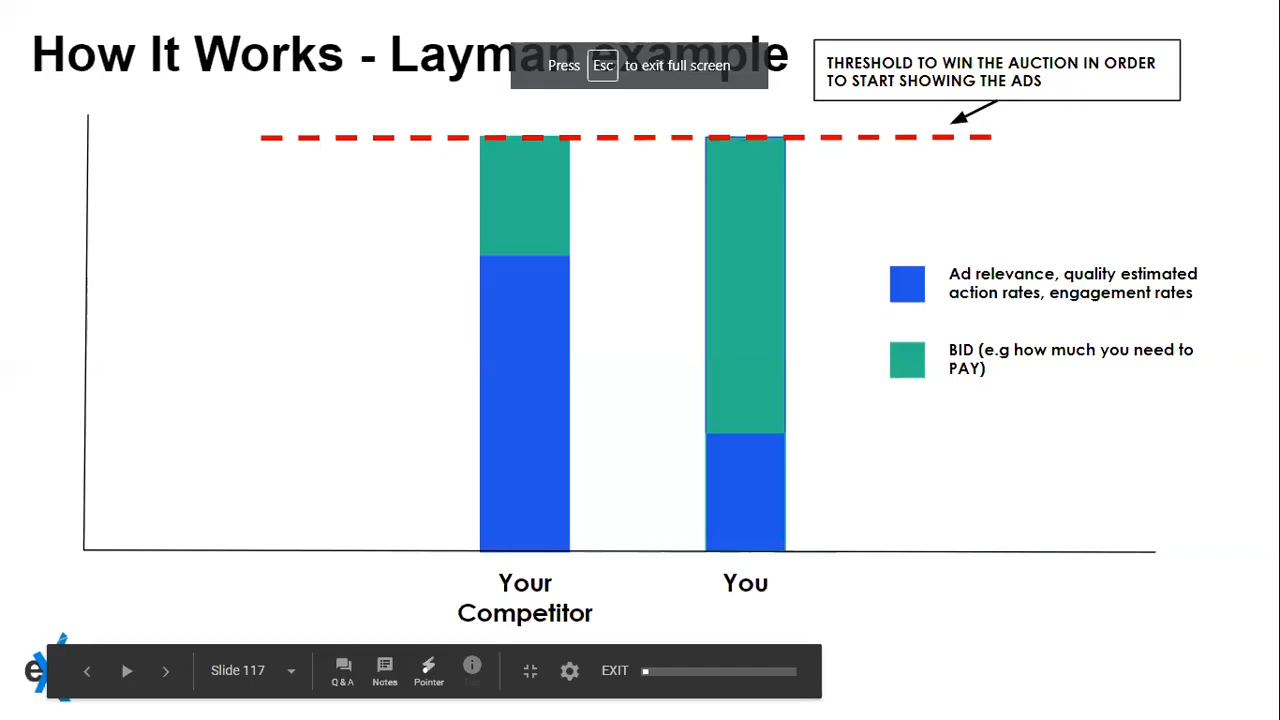 How It Works - Layman example
Press Esc to exit full screen
THRESHOLD TO WIN THE AUCTION IN ORDER
TO START SHOWING THE ADS
Ad relevance, quality estimated
action rates, engagement rates
BID (e.g how much you need to
PAY)
Your
Competitor
You
Slide 117
Q & A
Notes
Pointer
EXIT